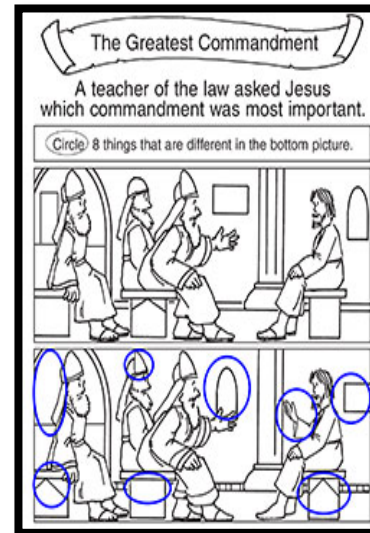 The Greatest Commandment
A teacher of the law asked Jesus
which commandment was most important.
Circle 8 things that are different in the bottom picture.